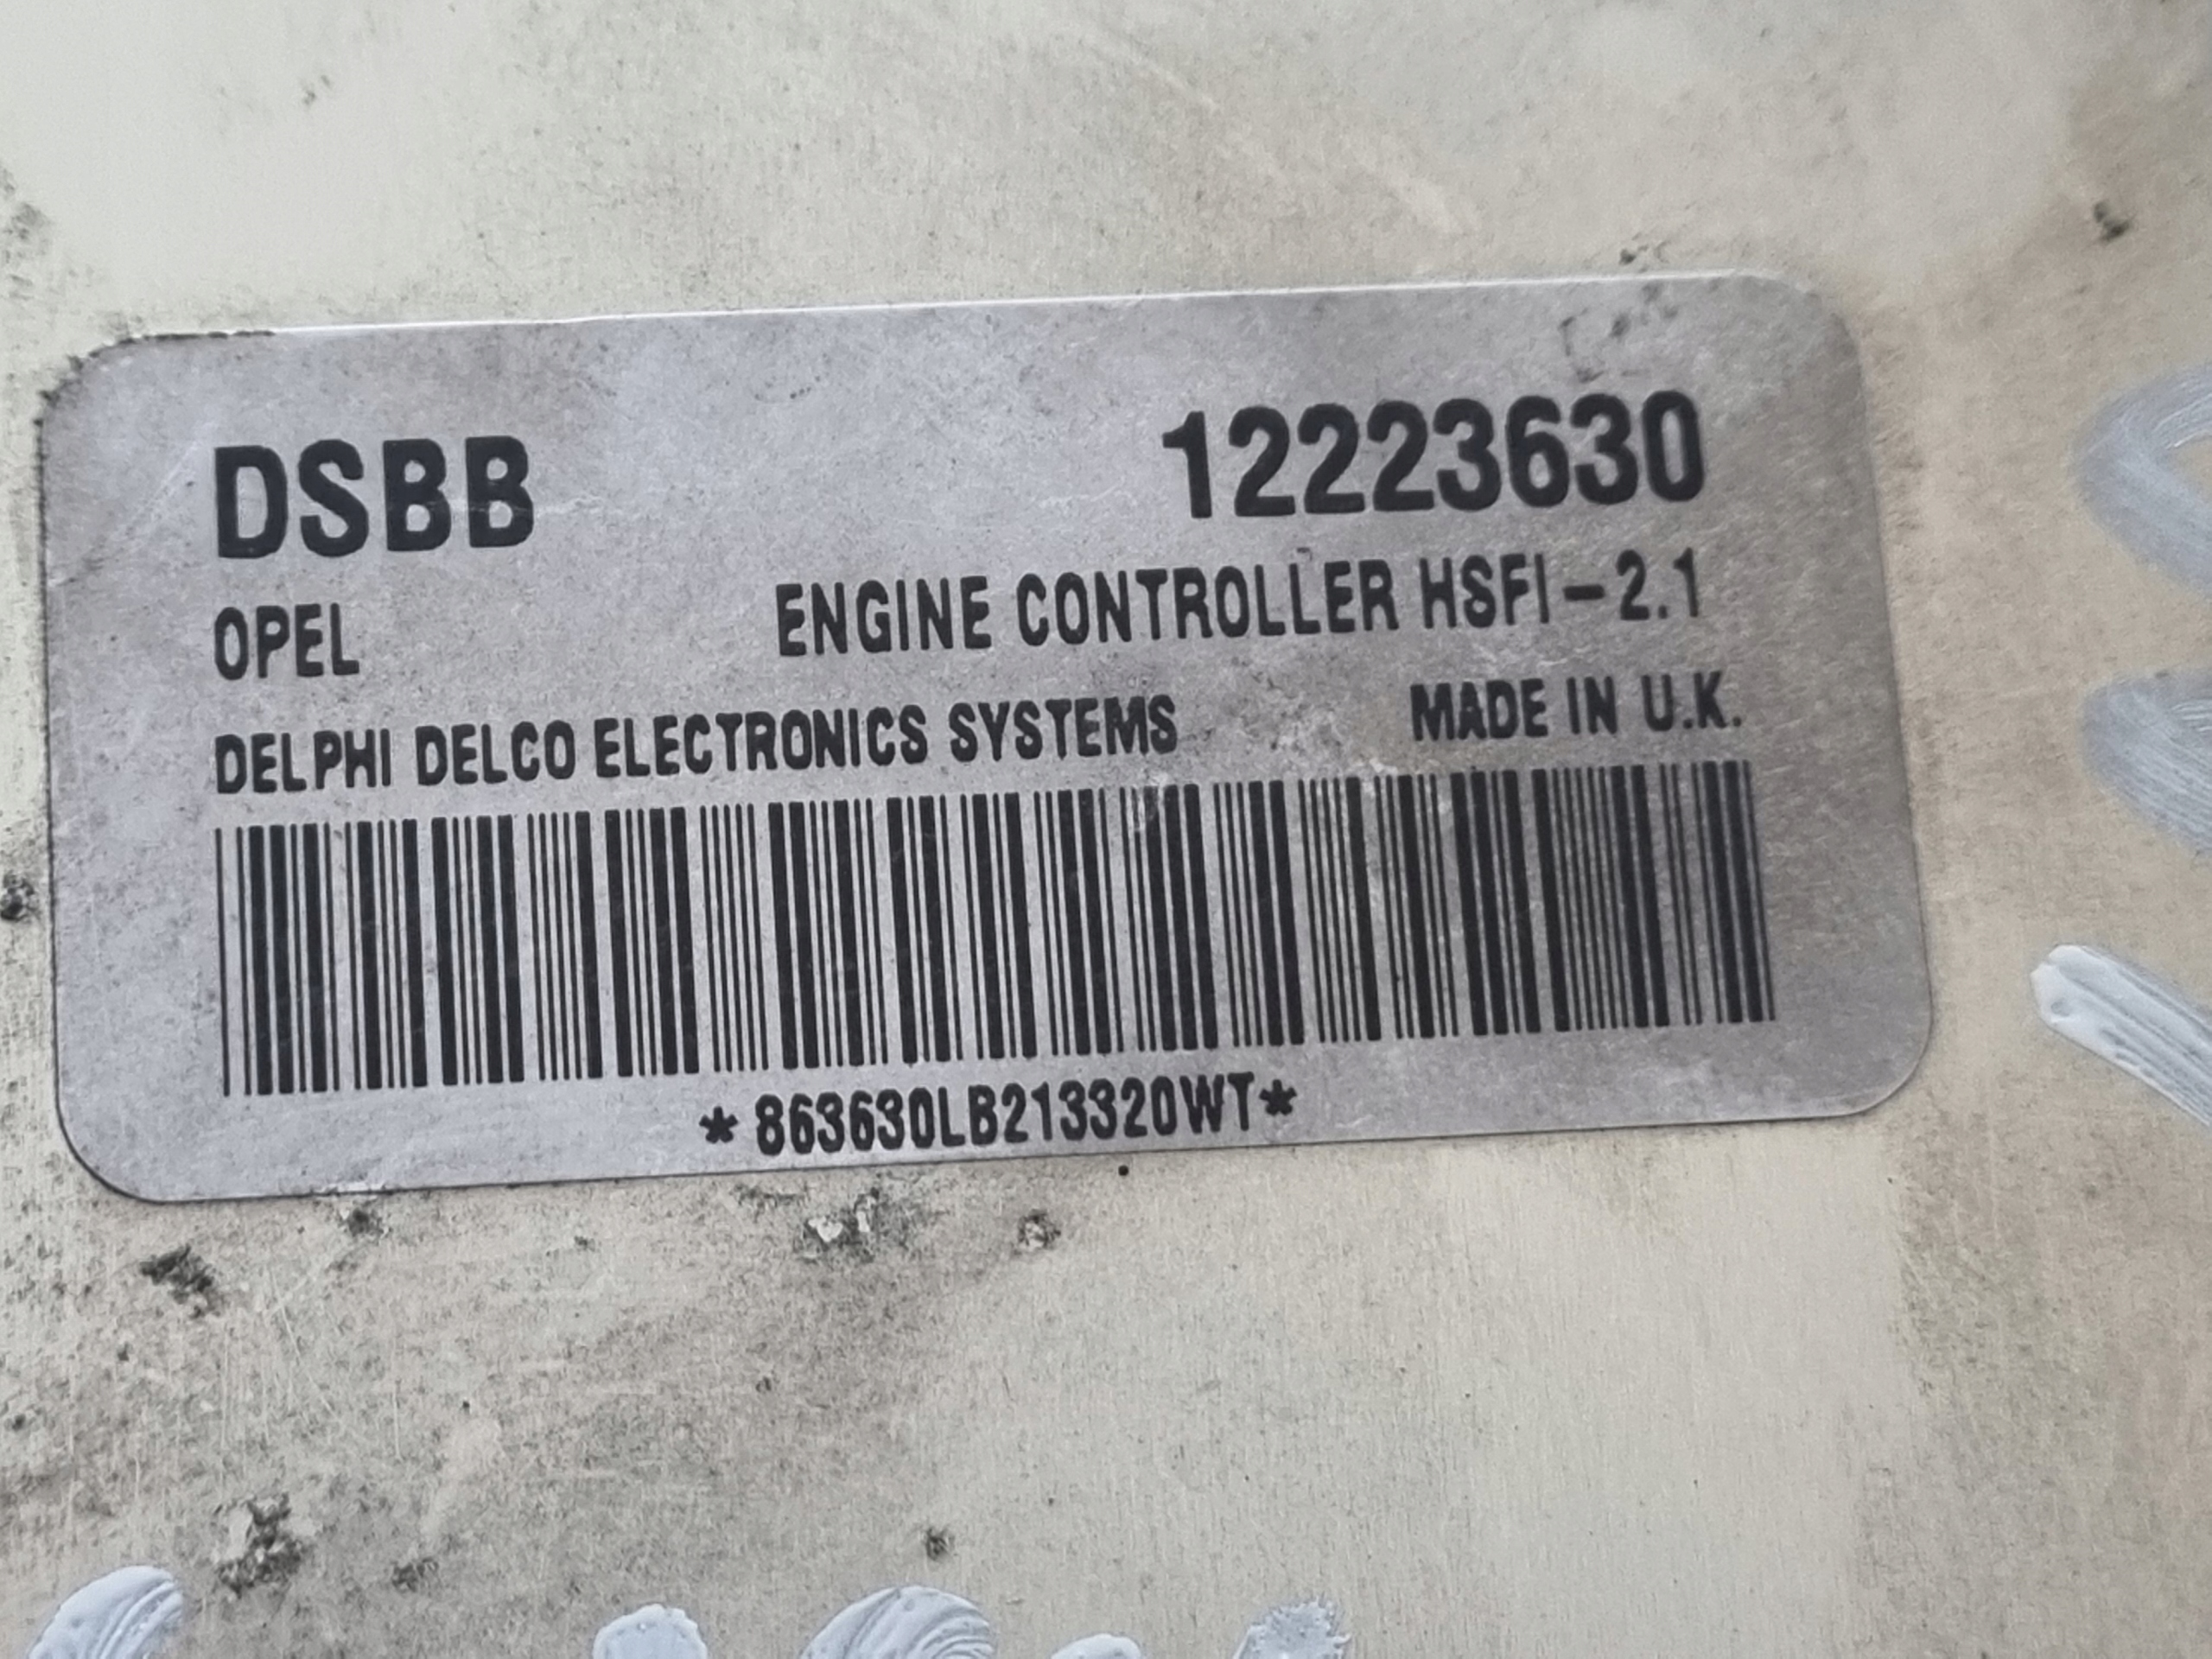 DSBB 12223630
OPEL ENGINE CONTROLLER HSFI-2.1
DELPHI DELCO ELECTRONICS SYSTEMS MADE IN U.K.
*863630LB213320WT*